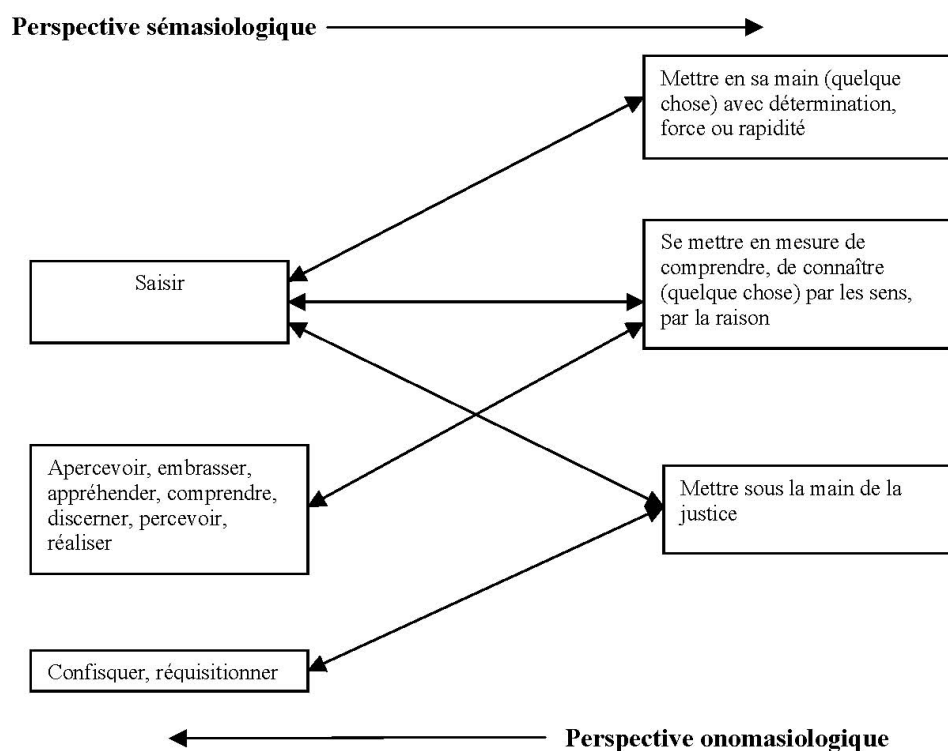 Perspective sémasiologique
Mettre en sa main (quelque
chose) avec détermination,
force ou rapidité
Saisir
Se mettre en mesure de
comprendre, de connaître
(quelque chose) par les sens,
par la raison
Apercevoir, embrasser,
appréhender, comprendre,
discerner, percevoir,
réaliser
Mettre sous la main de la
justice
Confisquer, réquisitionner
Perspective onomasiologique